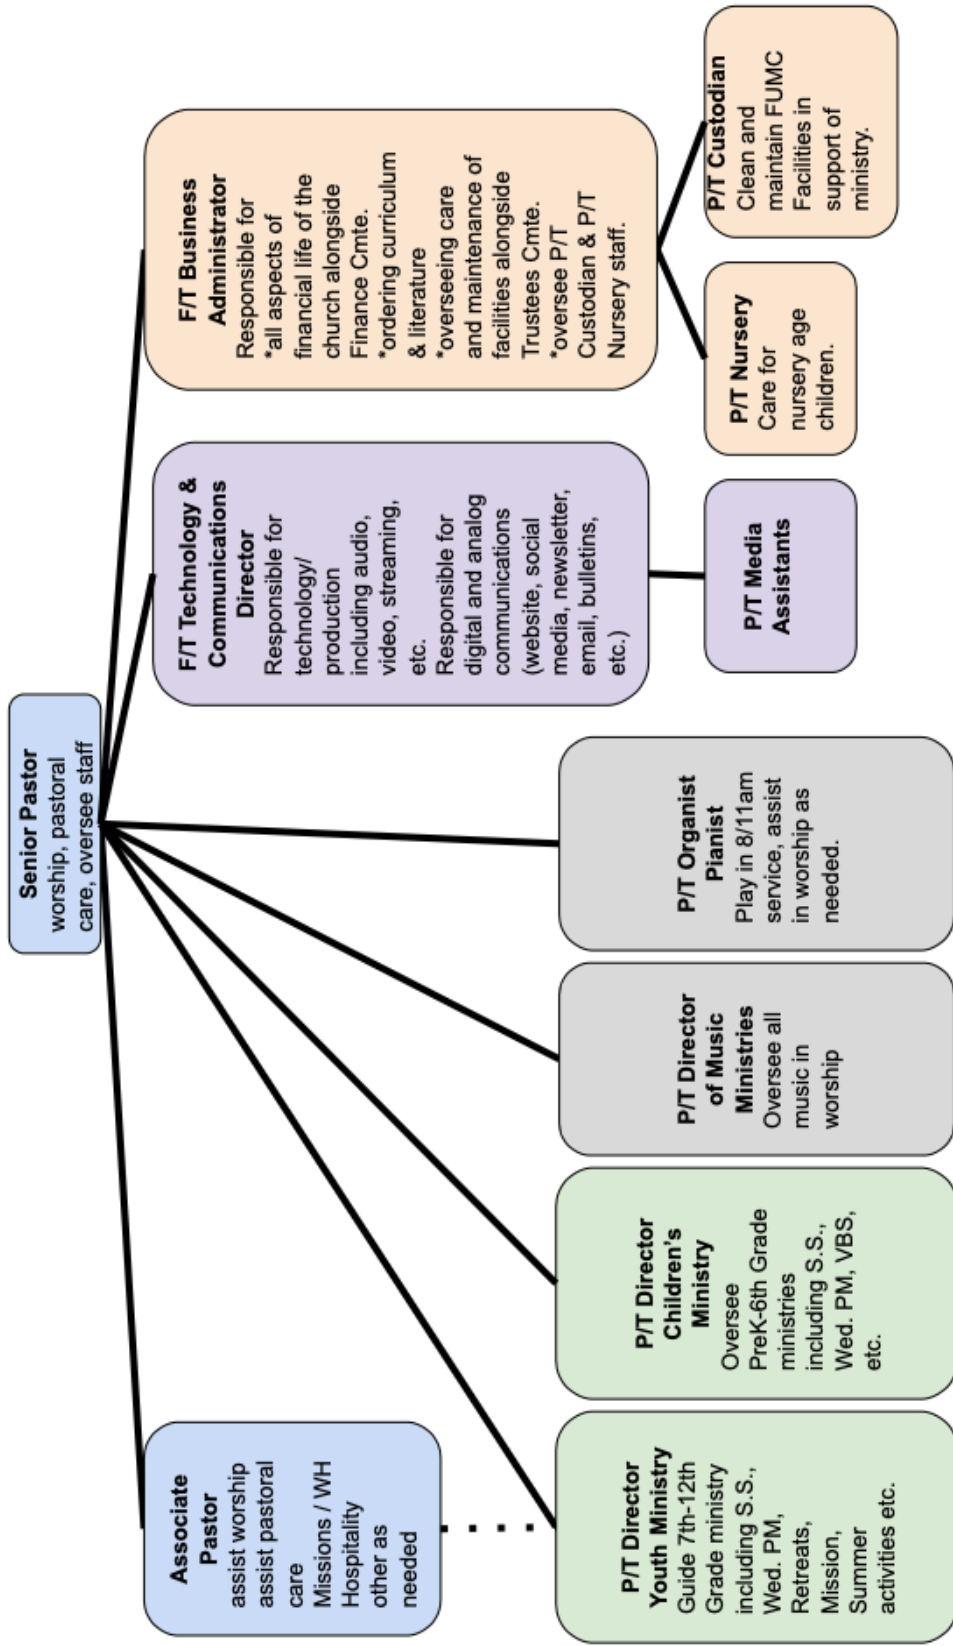 Senior Pastor
worship, pastoral
care, oversee staff
Associate
Pastor
assist worship
assist pastoral
care
Missions / WH
Hospitality
other as
needed
F/T Technology &
Communications
Director
Responsible for
technology/
production
including audio,
video, streaming,
etc.
Responsible for
digital and analog
communications
(website, social
media, newsletter,
email, bulletins,
etc.)
F/T Business
Administrator
Responsible for
*all aspects of
financial life of the
church alongside
Finance Cmte.
*ordering curriculum
& literature
*overseeing care
and maintenance of
facilities alongside
Trustees Cmte.
*oversee P/T
Custodian & P/T
Nursery staff.
P/T Director
Youth Ministry
Guide 7th-12th
Grade ministry
including S.S.,
Wed. PM,
Retreats,
Mission,
Summer
activities etc.
P/T Director
Children's
Ministry
Oversee
PreK-6th Grade
ministries
including S.S.,
Wed. PM, VBS,
etc.
P/T Director
of Music
Ministries
Oversee all
music in
worship
P/T Organist
Pianist
Play in 8/11am
service, assist
in worship as
needed.
P/T Media
Assistants
P/T Nursery
Care for
nursery age
children.
P/T Custodian
Clean and
maintain FUMC
Facilities in
support of
ministry.